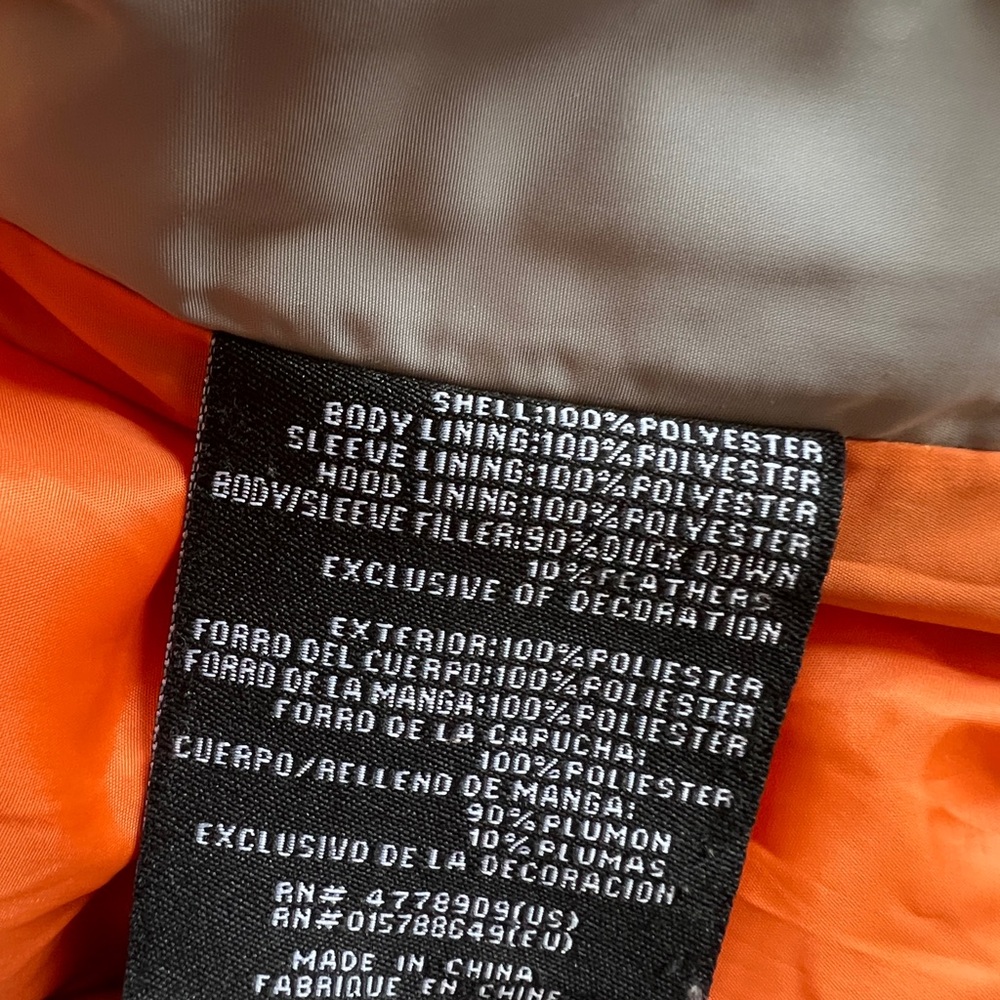 SHELL:100%POLYESTER
BODY LINING:100%POLYESTER
SLEEVE LINING:100%POLYESTER
HOOD LINING:100%POLYESTER
BODY/SLEEVE FILLER:90%DUCK DOWN
10%FEATHERS
EXCLUSIVE OF DECORATION
EXTERIOR:100%POLIESTER
FORRO DEL CUERPO:100%POLIESTER
FORRO DE LA MANGA:100%POLIESTER
FORRO DE LA CAPUCHA:
100%POLIESTER
CUERPO/RELLENO DE MANGA:
90%PLUMON
10%PLUMAS
EXCLUSIVO DE LA DECORACION
RN# 4778909(US)
RN#015788649(EU)
MADE IN CHINA
FABRIQUE EN CHINE